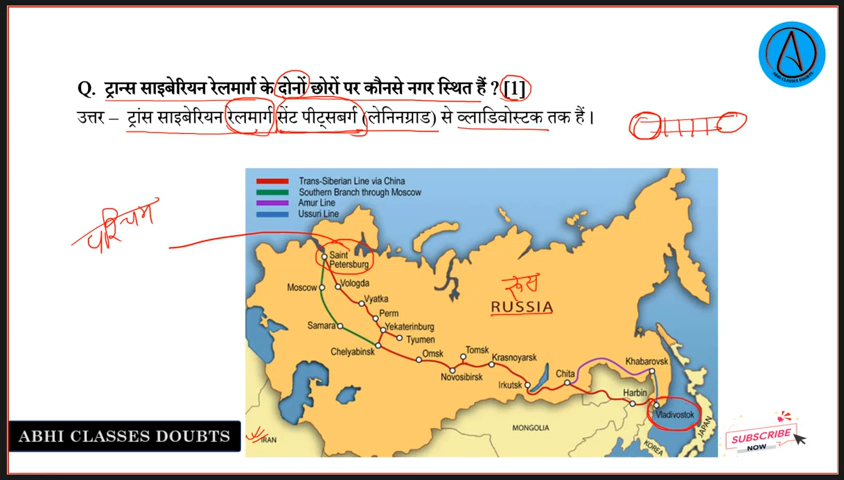 Q. ट्रान्स साइबेरियन रेलमार्ग के दोनों छोरों पर कौनसे नगर स्थित हैं ? [1]
उत्तर – ट्रांस साइबेरियन रेलमार्ग सेंट पीट्सबर्ग (लेनिनग्राड) से व्लाडिवोस्टक तक हैं।
ABHI CLASSES DOUBTS
Trans-Siberian Line via China
Southern Branch through Moscow
Amur Line
Ussuri Line
पश्चिम
Saint
Petersburg
रूस
RUSSIA
Moscow
Vologda
Vyatka
Perm
Samara
Yekaterinburg
Tyumen
Chelyabinsk
Omsk
Tomsk
Novosibirsk
Krasnoyarsk
Irkutsk
Chita
Khabarovsk
Harbin
Vladivostok
MONGOLIA
KOREA
JAPAN
IRAN
ABHI CLASSES DOUBTS
SUBSCRIBE
NOW